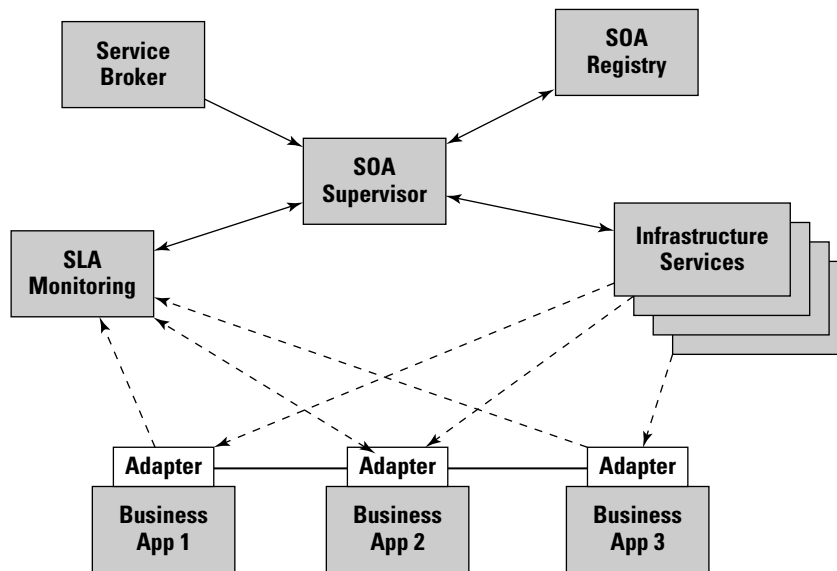 Service
Broker
SOA
Registry
SOA
Supervisor
SLA
Monitoring
Infrastructure
Services
Adapter
Adapter
Adapter
Business
App 1
Business
App 2
Business
App 3